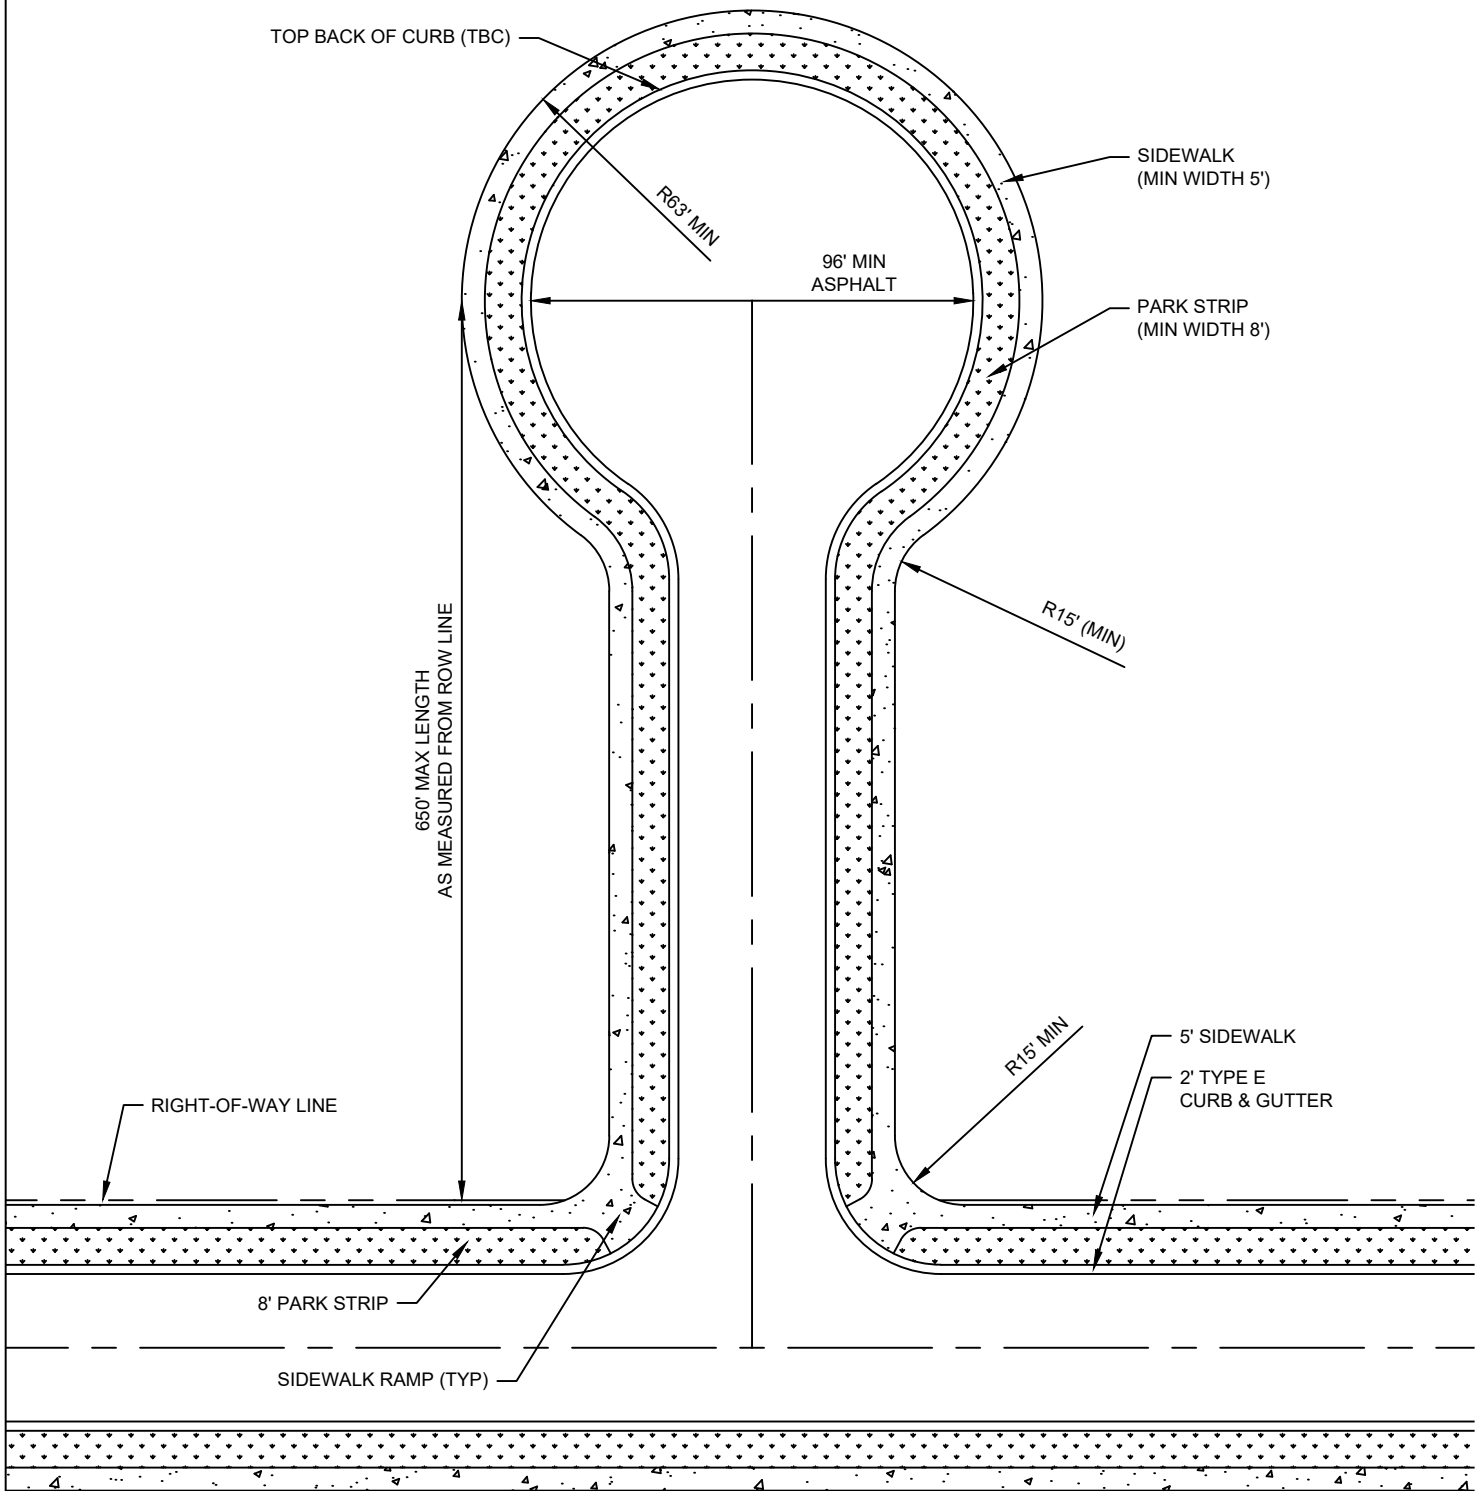 TOP BACK OF CURB (TBC)
SIDEWALK
(MIN WIDTH 5')
R63' MIN
96' MIN
ASPHALT
PARK STRIP
(MIN WIDTH 8')
R15' (MIN)
650' MAX LENGTH
AS MEASURED FROM ROW LINE
R15' MIN
5' SIDEWALK
2' TYPE E
CURB & GUTTER
RIGHT-OF-WAY LINE
8' PARK STRIP
SIDEWALK RAMP (TYP)